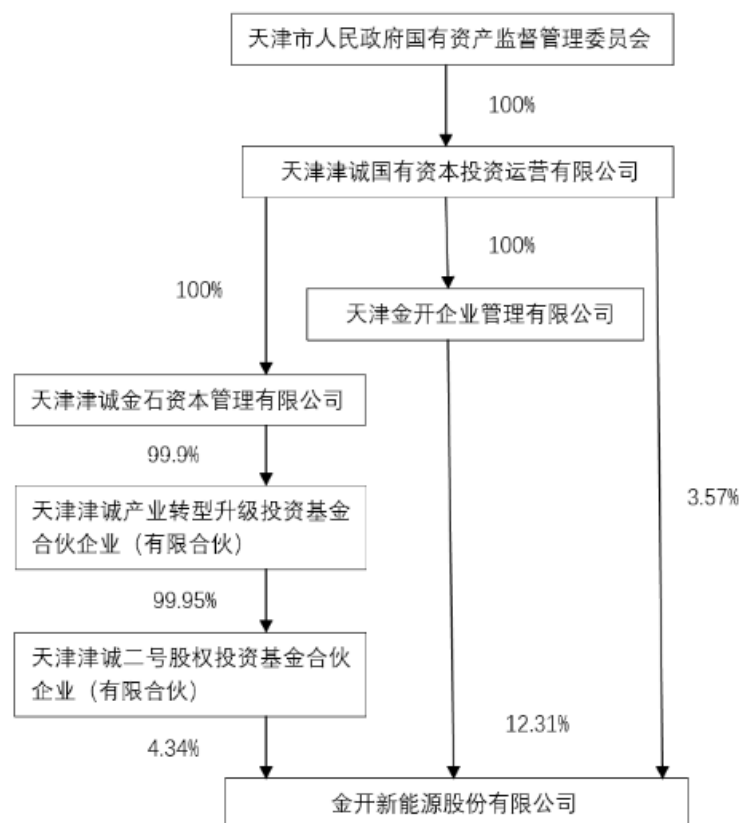 天津市人民政府国有资产监督管理委员会
100%
天津津诚国有资本投资运营有限公司
100%
100%
天津金开企业管理有限公司
天津津诚金石资本管理有限公司
99.9%
3.57%
天津津诚产业转型升级投资基金
合伙企业（有限合伙）
99.95%
天津津诚二号股权投资基金合伙
企业（有限合伙）
12.31%
4.34%
金开新能源股份有限公司